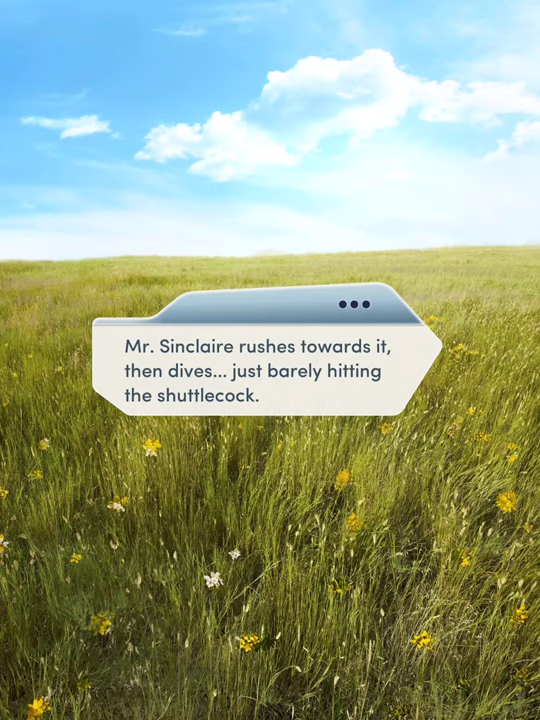 Mr. Sinclaire rushes towards it,
then dives... just barely hitting
the shuttlecock.